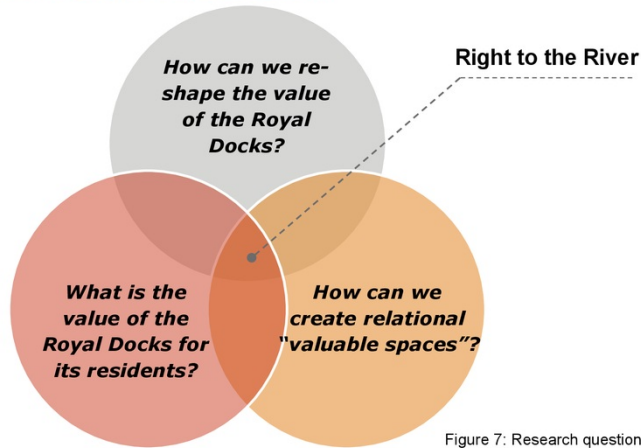 How can we re-
shape the value
of the Royal
Docks?
Right to the River
What is the
value of the
Royal Docks for
its residents?
How can we
create relational
“valuable spaces”?
Figure 7: Research question